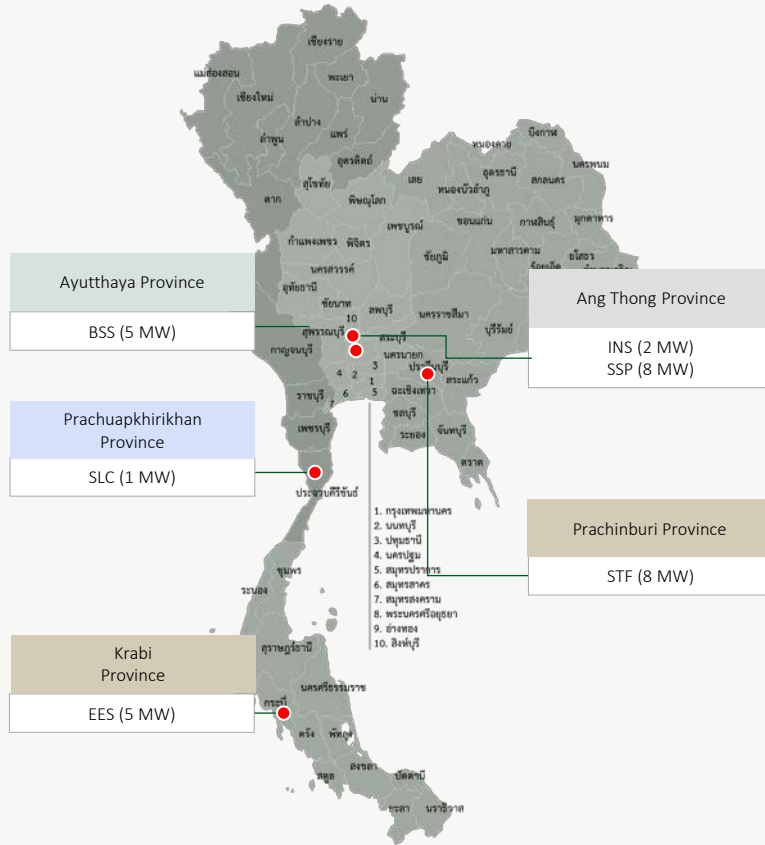 เชียงราย
แม่ฮ่องสอน
พะเยา
เชียงใหม่
น่าน
ลำปาง
แพร่
ลำพูน
อุตรดิตถ์
บึงกาฬ
หนองคาย
นครพนม
อุดรธานี
สกลนคร
เลย
หนองบัวลำภู
สุโขทัย
ตาก
พิษณุโลก
ขอนแก่น
กาฬสินธุ์
มุกดาหาร
เพชรบูรณ์
กำแพงเพชร
พิจิตร
ชัยภูมิ
มหาสารคาม
ยโสธร
ร้อยเอ็ด
นครสวรรค์
อุทัยธานี
ชัยนาท
ลพบุรี
นครราชสีมา
บุรีรัมย์
10
สุพรรณบุรี
สระบุรี
กาญจนบุรี
นครนายก
ปราจีนบุรี
สระแก้ว
3
4
2
1
ฉะเชิงเทรา
5
6
7
ราชบุรี
ชลบุรี
ระยอง
จันทบุรี
เพชรบุรี
ตราด
ประจวบคีรีขันธ์
Ayutthaya Province
BSS (5 MW)
Ang Thong Province
INS (2 MW)
SSP (8 MW)
Prachuapkhirikhan
Province
SLC (1 MW)
Prachinburi Province
STF (8 MW)
1. กรุงเทพมหานคร
2. นนทบุรี
3. ปทุมธานี
4. นครปฐม
5. สมุทรปราการ
6. สมุทรสาคร
7. สมุทรสงคราม
8. พระนครศรีอยุธยา
9. อ่างทอง
10. สิงห์บุรี
ชุมพร
ระนอง
สุราษฎร์ธานี
นครศรีธรรมราช
Krabi
Province
EES (5 MW)
กระบี่
ตรัง
พัทลุง
สงขลา
สตูล
ปัตตานี
ยะลา
นราธิวาส